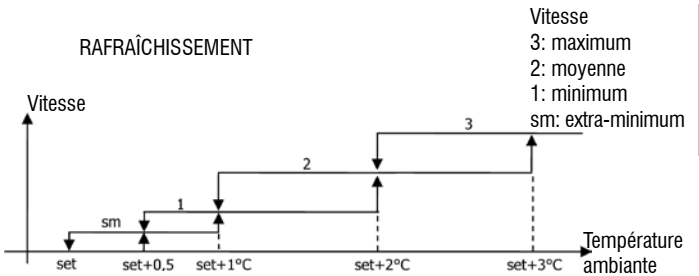 Vitesse
3: maximum
2: moyenne
1: minimum
sm: extra-minimum
RAFRAÎCHISSEMENT
Vitesse
3
2
1
sm
set set+0,5 set+1°C set+2°C set+3°C
Température
ambiante